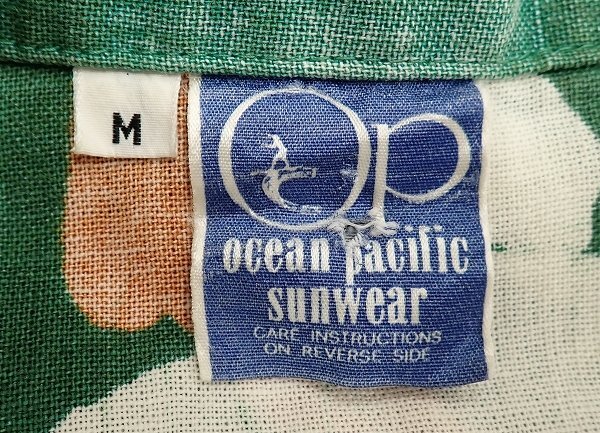 M
Op
ocean pacific
sunwear
CARE INSTRUCTIONS
ON REVERSE SIDE